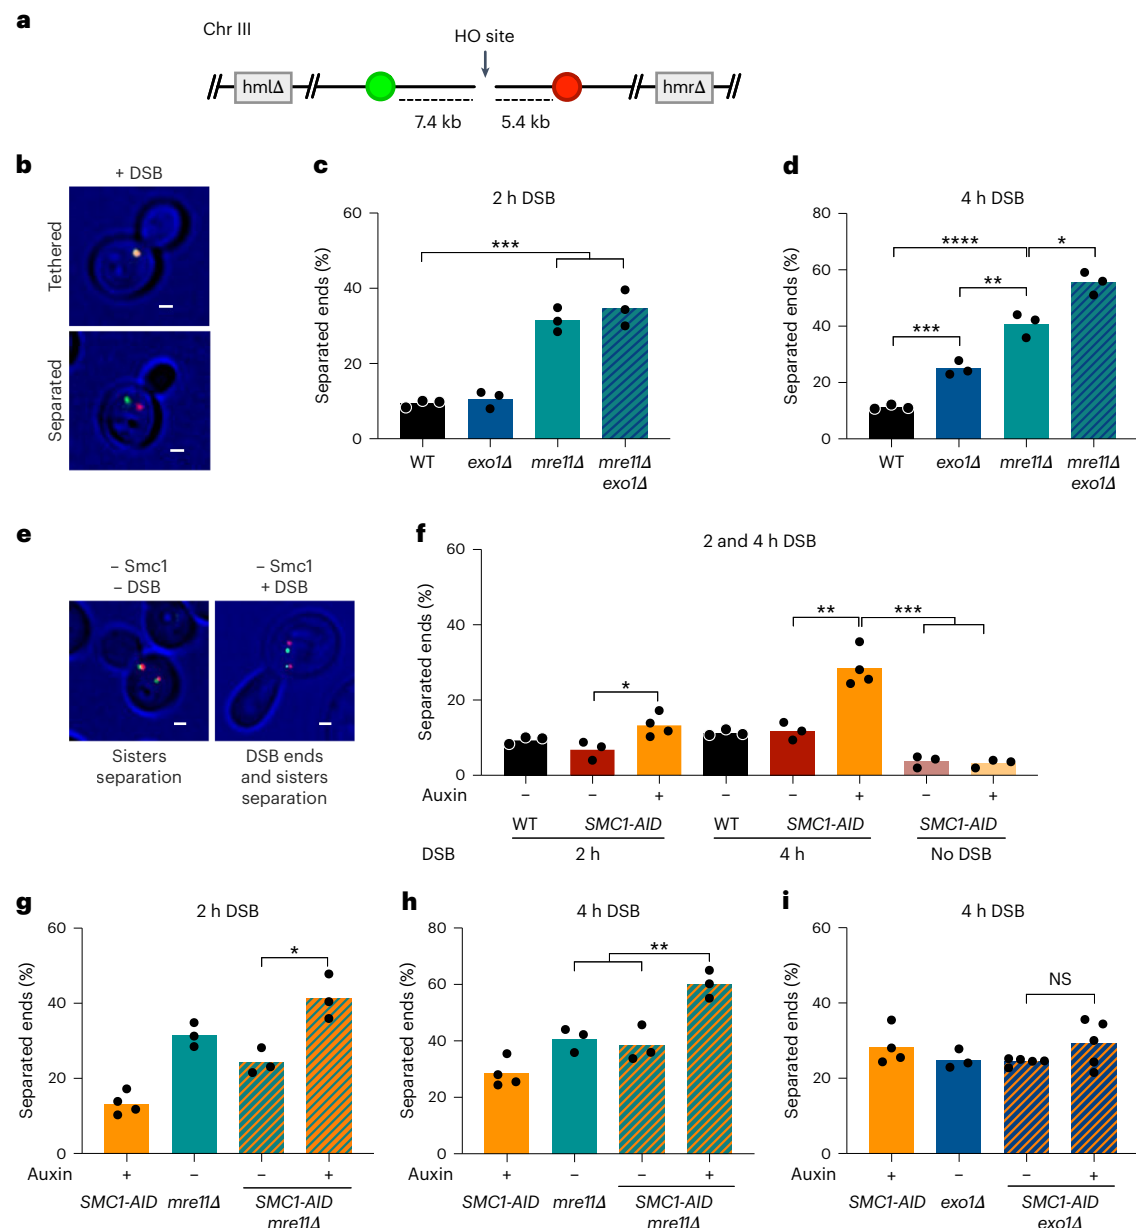 a
Chr III
HO site
hmlΔ
hmrΔ
7.4 kb
5.4 kb
b
+ DSB
Tethered
Separated
c
2 h DSB
Separated ends (%)
60
40
20
0
***
WT
exo1Δ
mre11Δ
mre11Δ
exo1Δ
d
4 h DSB
Separated ends (%)
80
60
40
20
0
****
*
**
***
WT
exo1Δ
mre11Δ
mre11Δ
exo1Δ
e
– Smc1
– DSB
– Smc1
+ DSB
Sisters
separation
DSB ends
and sisters
separation
f
2 and 4 h DSB
Separated ends (%)
60
40
20
0
*
**
***
Auxin
– – + – – + – +
WT SMC1-AID WT SMC1-AID SMC1-AID
DSB 2 h 4 h No DSB
g
2 h DSB
Separated ends (%)
60
40
20
0
*
Auxin + – – +
SMC1-AID mre11Δ SMC1-AID
mre11Δ
h
4 h DSB
Separated ends (%)
80
60
40
20
0
**
Auxin + – – +
SMC1-AID mre11Δ SMC1-AID
mre11Δ
i
4 h DSB
Separated ends (%)
60
40
20
0
NS
Auxin + – – +
SMC1-AID exo1Δ SMC1-AID
exo1Δ